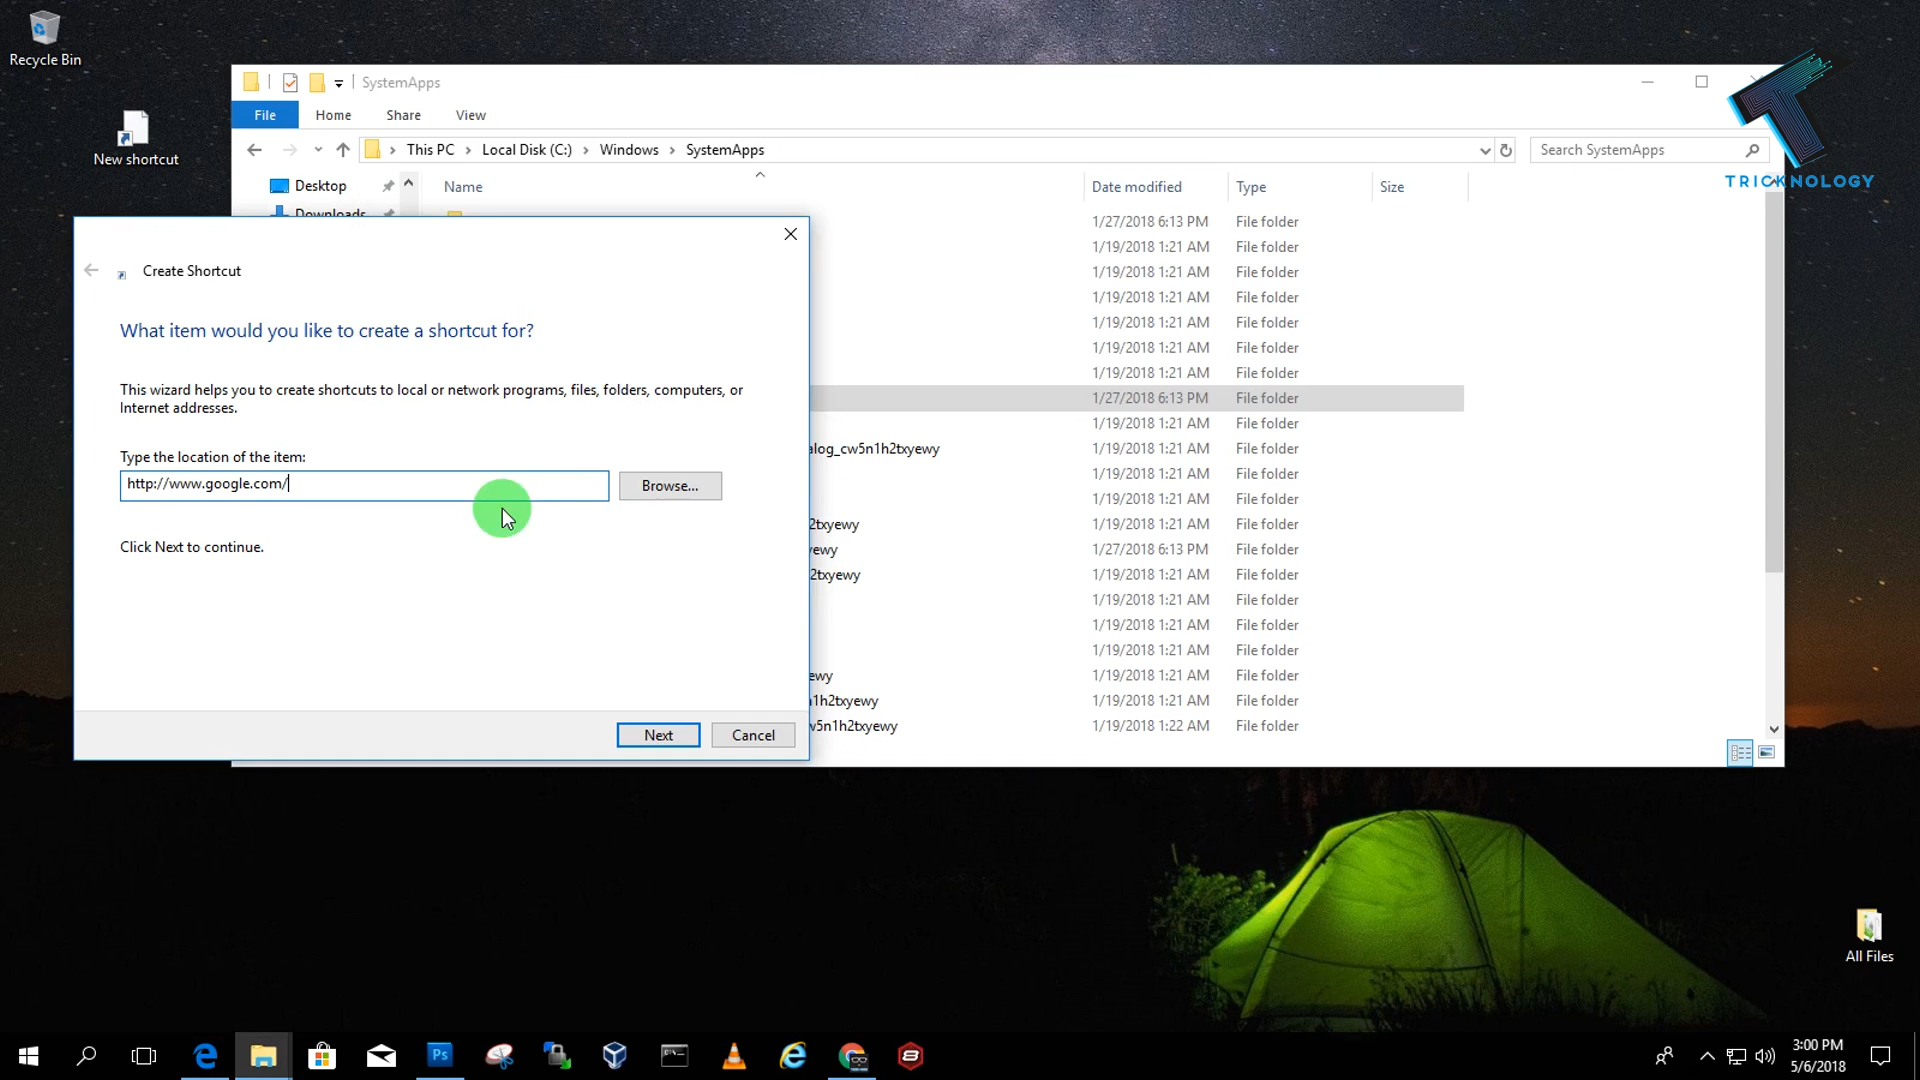 Recycle Bin
New shortcut
SystemApps
File Home Share View
This PC Local Disk (C:) Windows SystemApps
Search SystemApps
TRICKNOLOGY
Desktop
Downloads
Name Date modified Type Size
1/27/2018 6:13 PM File folder
1/19/2018 1:21 AM File folder
1/19/2018 1:21 AM File folder
1/19/2018 1:21 AM File folder
1/19/2018 1:21 AM File folder
1/19/2018 1:21 AM File folder
1/19/2018 1:21 AM File folder
1/27/2018 6:13 PM File folder
1/19/2018 1:21 AM File folder
alog_cw5n1h2txyewy 1/19/2018 1:21 AM File folder
1/19/2018 1:21 AM File folder
1/19/2018 1:21 AM File folder
2txyewy 1/19/2018 1:21 AM File folder
yewy 1/27/2018 6:13 PM File folder
2txyewy 1/19/2018 1:21 AM File folder
1/19/2018 1:21 AM File folder
1/19/2018 1:21 AM File folder
1/19/2018 1:21 AM File folder
ewy 1/19/2018 1:21 AM File folder
1h2txyewy 1/19/2018 1:21 AM File folder
w5n1h2txyewy 1/19/2018 1:22 AM File folder
Create Shortcut
What item would you like to create a shortcut for?
This wizard helps you to create shortcuts to local or network programs, files, folders, computers, or
Internet addresses.
Type the location of the item:
http://www.google.com/
Browse...
Click Next to continue.
Next Cancel
All Files
Ps
3:00 PM
5/6/2018